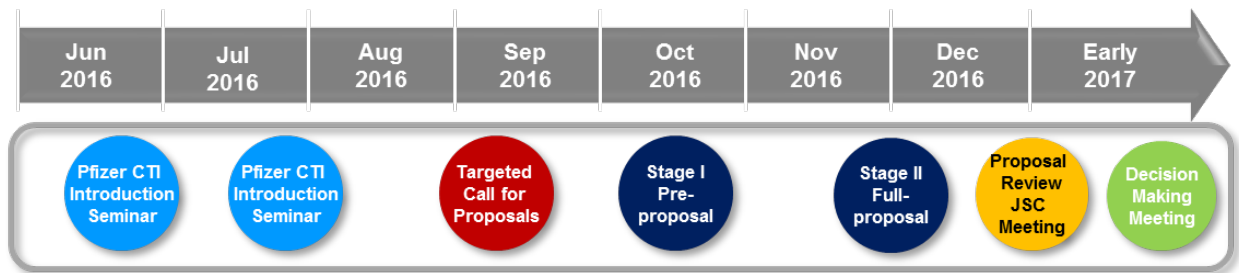 Jun
2016
Jul
2016
Aug
2016
Sep
2016
Oct
2016
Nov
2016
Dec
2016
Early
2017
Pfizer CTI
Introduction
Seminar
Pfizer CTI
Introduction
Seminar
Targeted
Call for
Proposals
Stage I
Pre-
proposal
Stage II
Full-
proposal
Proposal
Review
JSC
Meeting
Decision
Making
Meeting